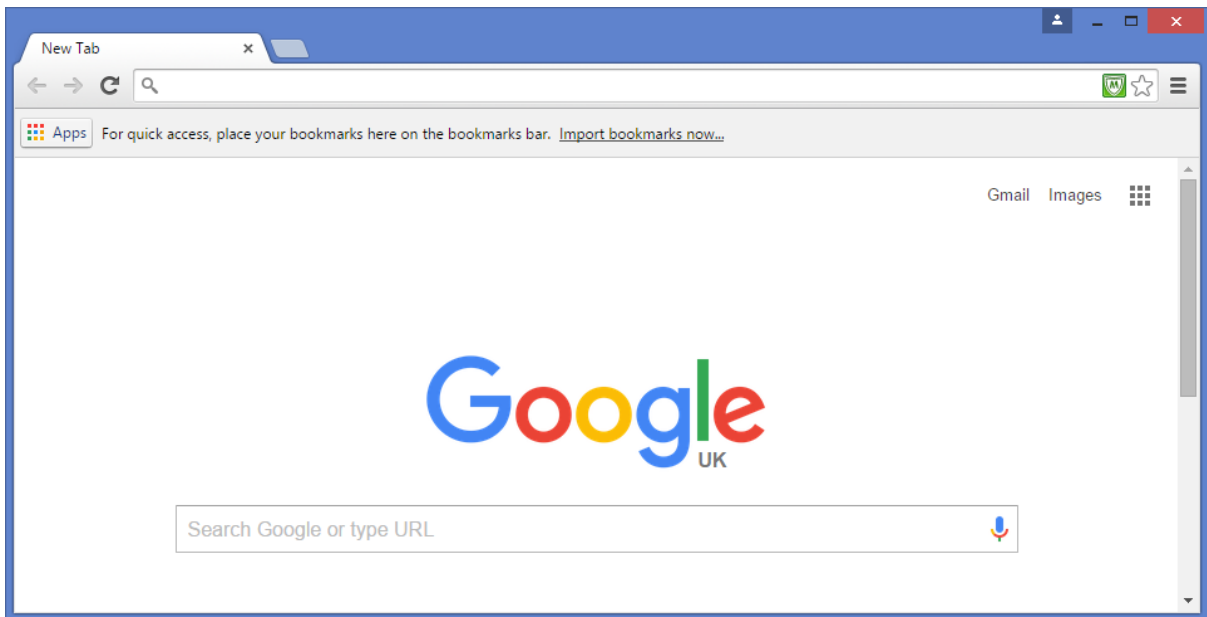 New Tab
Apps For quick access, place your bookmarks here on the bookmarks bar. Import bookmarks now...
Gmail Images
Google
UK
Search Google or type URL